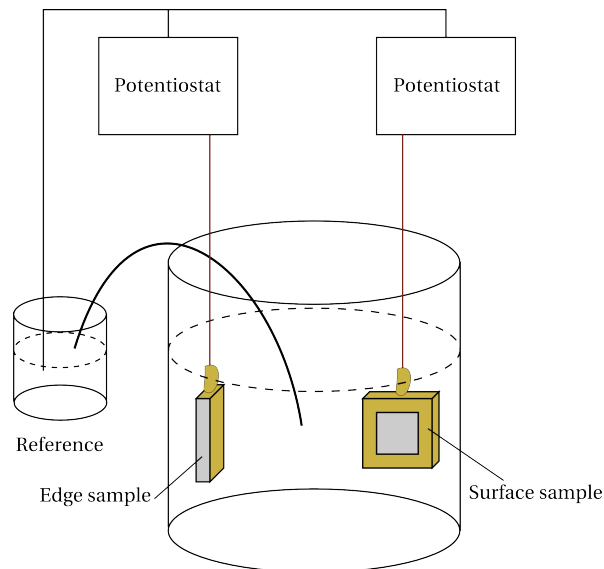 Potentiostat
Potentiostat
Reference
Edge sample
Surface sample